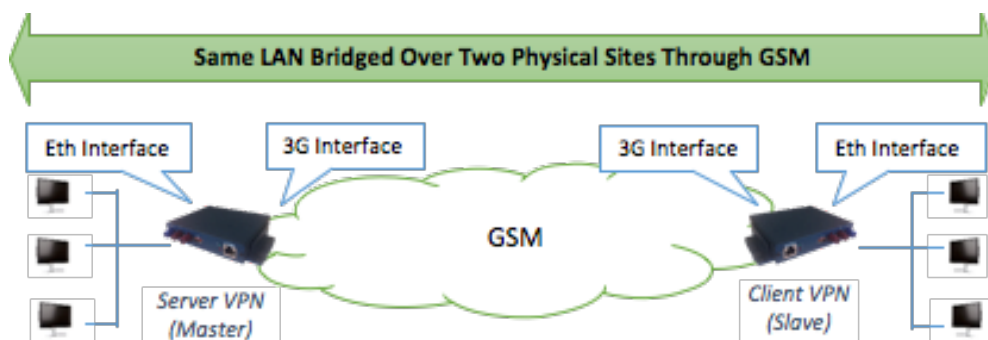 Same LAN Bridged Over Two Physical Sites Through GSM
Eth Interface
3G Interface
3G Interface
Eth Interface
GSM
Server VPN
(Master)
Client VPN
(Slave)